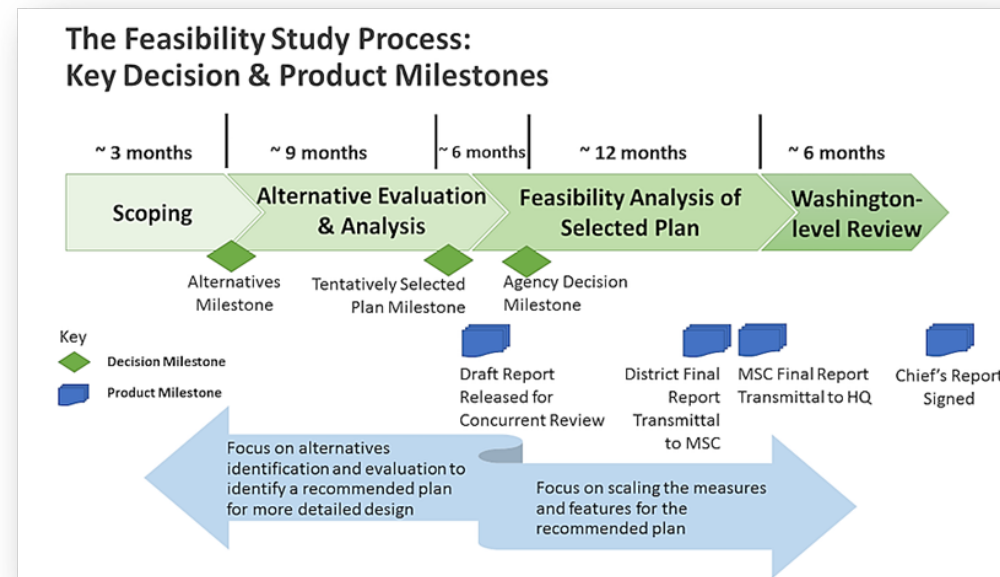 The Feasibility Study Process:
Key Decision & Product Milestones
~ 3 months
~ 9 months
~ 6 months
~ 12 months
~ 6 months
Scoping
Alternative Evaluation
& Analysis
Feasibility Analysis of
Selected Plan
Washington-
level Review
Alternatives
Milestone
Tentatively Selected
Plan Milestone
Agency Decision
Milestone
Key
Decision Milestone
Product Milestone
Draft Report
Released for
Concurrent Review
District Final
Report
Transmittal
to MSC
MSC Final Report
Transmittal to HQ
Chief's Report
Signed
Focus on alternatives
identification and evaluation to
identify a recommended plan
for more detailed design
Focus on scaling the measures
and features for the
recommended plan